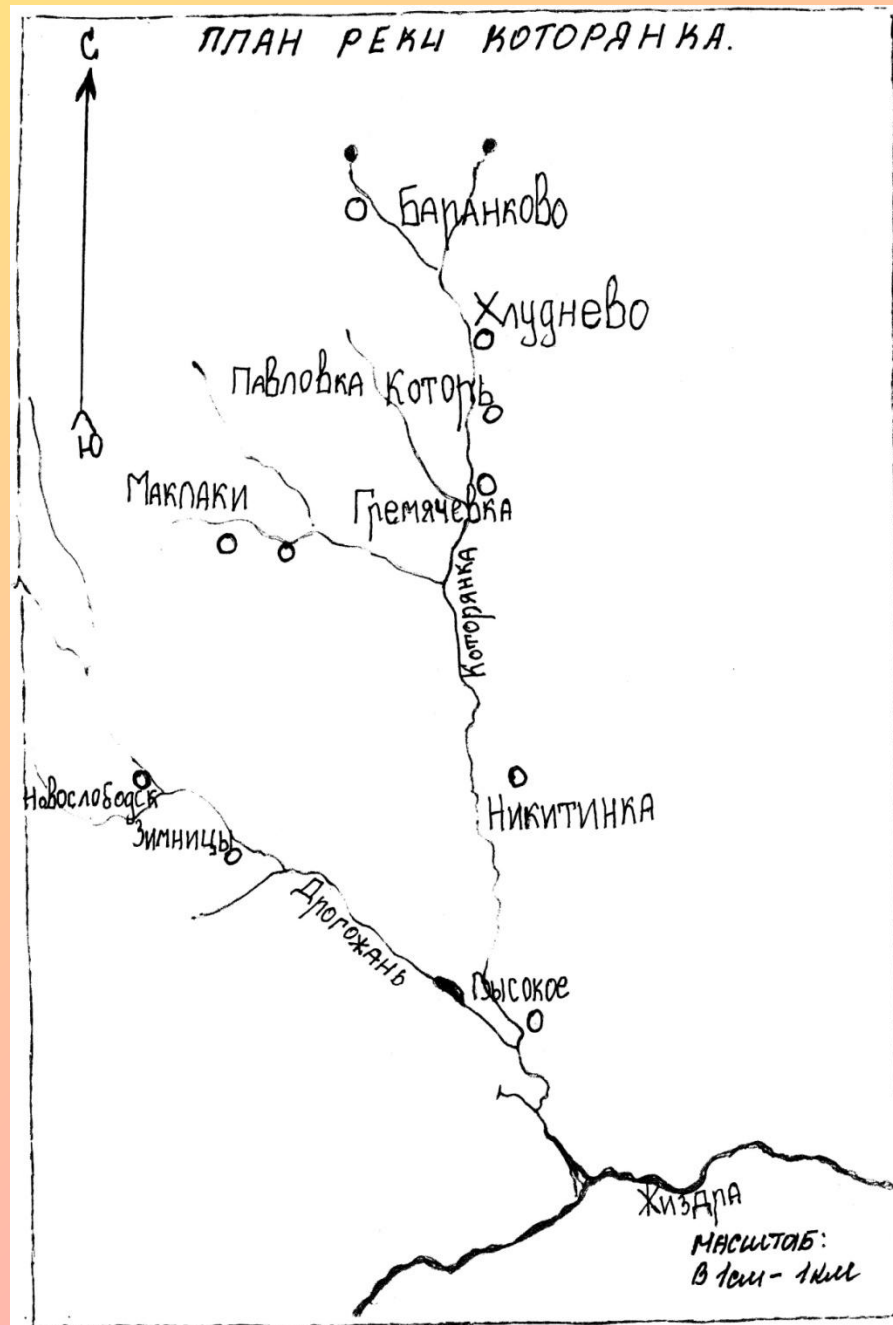 С
ПЛАН РЕКИ КОТОРЯНКА.
Баранково
Хлуднево
Павловка
Которь
Ю
Маклаки
Гремячевка
Которянка
Новослободск
Никитинка
Зимницы
Дрогожань
Высокое
Жиздра
МАСШТАБ:
В 1см - 1км